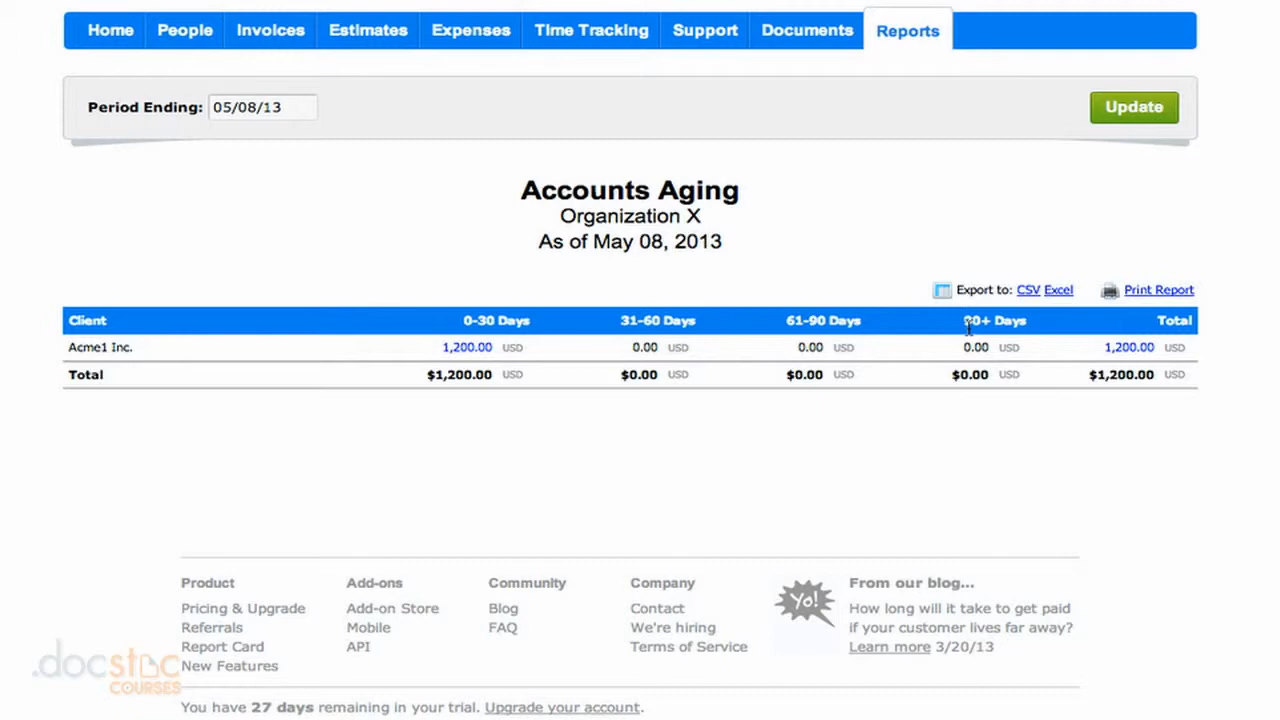 Home People Invoices Estimates Expenses Time Tracking Support Documents Reports
Period Ending: 05/08/13 Update
Accounts Aging
Organization X
As of May 08, 2013
Export to: CSV Excel Print Report
Client 0-30 Days 31-60 Days 61-90 Days 90+ Days Total
Acme1 Inc. 1,200.00 USD 0.00 USD 0.00 USD 0.00 USD 1,200.00 USD
Total $1,200.00 USD $0.00 USD $0.00 USD $0.00 USD $1,200.00 USD
Product
Pricing & Upgrade
Referrals
Report Card
New Features
Add-ons
Add-on Store
Mobile
API
Community
Blog
FAQ
Company
Contact
We're hiring
Terms of Service
Yo!
From our blog...
How long will it take to get paid
if your customer lives far away?
Learn more 3/20/13
.docstoc
COURSES
You have 27 days remaining in your trial. Upgrade your account.